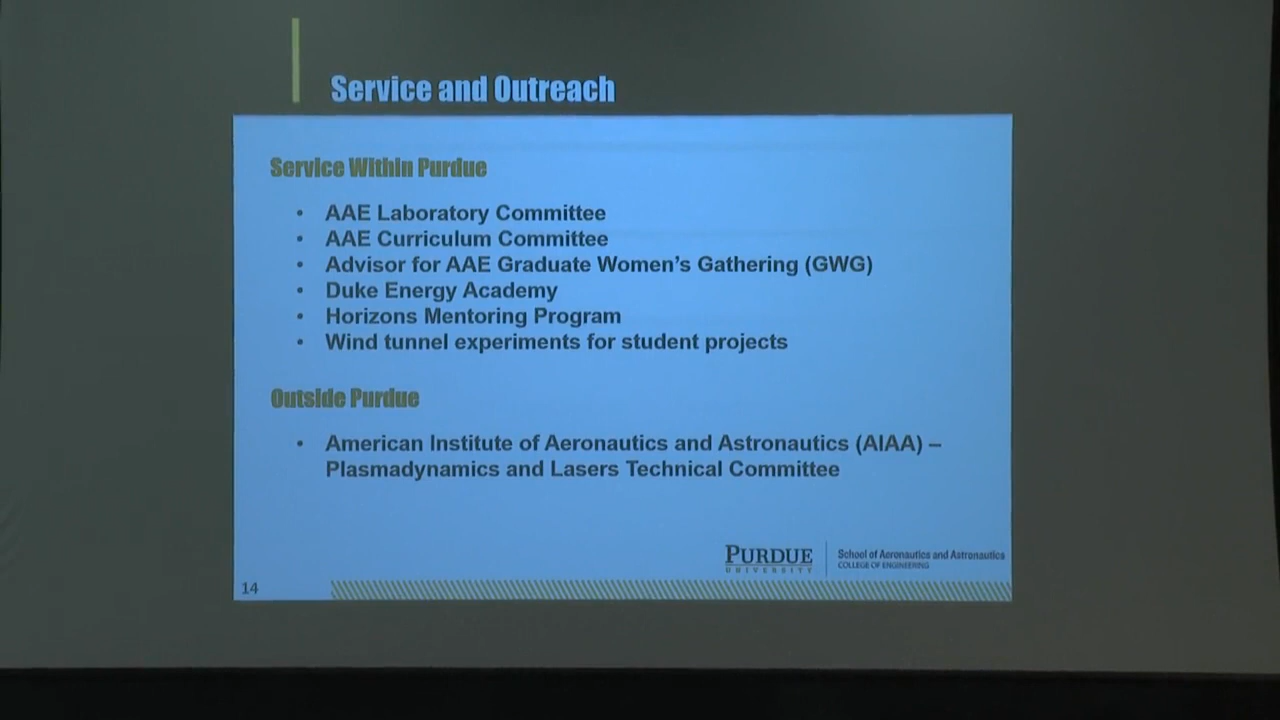 Service and Outreach
Service Within Purdue
• AAE Laboratory Committee
• AAE Curriculum Committee
• Advisor for AAE Graduate Women’s Gathering (GWG)
• Duke Energy Academy
• Horizons Mentoring Program
• Wind tunnel experiments for student projects
Outside Purdue
• American Institute of Aeronautics and Astronautics (AIAA) –
Plasmadynamics and Lasers Technical Committee
PURDUE
UNIVERSITY
School of Aeronautics and Astronautics
COLLEGE OF ENGINEERING
14